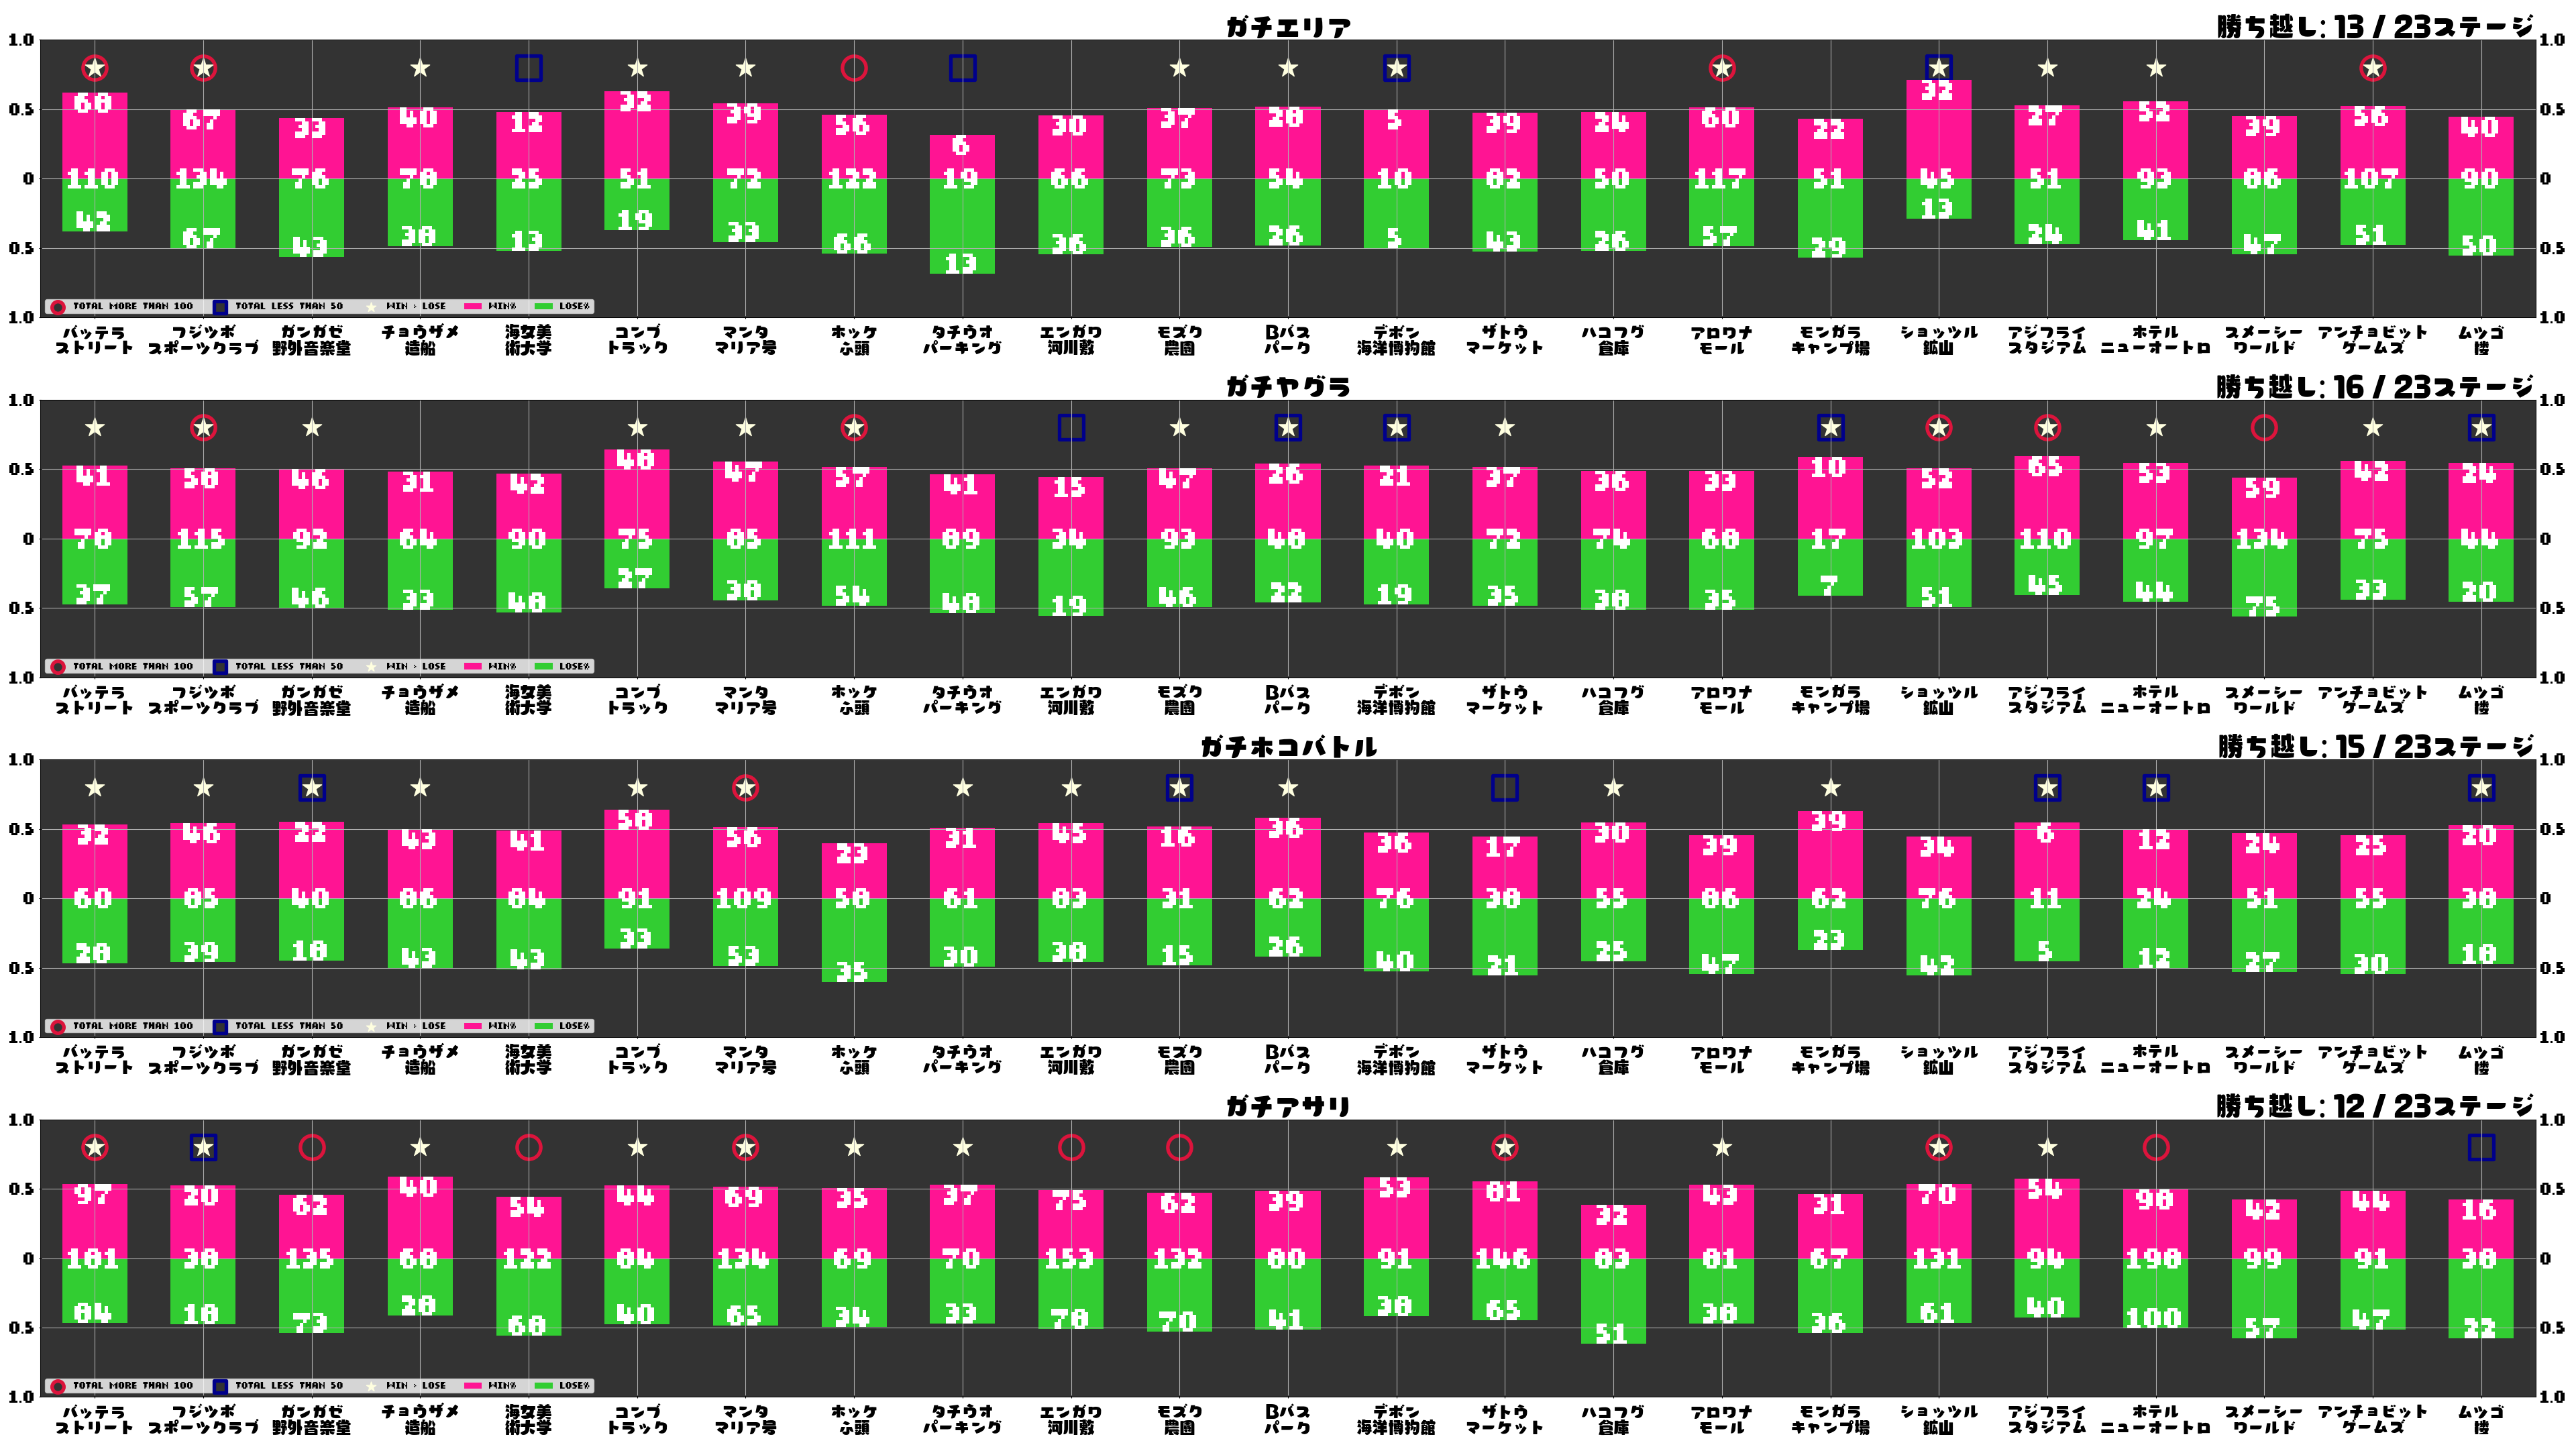 ガチエリア 勝ち越し: 13 / 23ステージ
1.0 1.0
68 67 33 40 12 32 39 56 6 30 37 28 5 39 24 60 22 32 27 52 39 56 40
0.5 0.5
0 110 134 76 78 25 51 72 122 19 66 73 54 10 82 50 117 51 45 51 93 86 107 90 0
42 67 43 38 13 19 33 66 13 36 36 26 5 43 26 57 29 13 24 41 47 51 50
0.5 0.5
TOTAL MORE THAN 100 TOTAL LESS THAN 50 WIN > LOSE WIN% LOSE%
1.0 1.0
バッテラ フジツボ ガンガゼ チョウザメ 海女美 コンブ マンタ ホッケ タチウオ エンガワ モズク Bバス デボン ザトウ ハコフグ アロワナ モンガラ ションツル アジフライ ホテル スメーシー アンチョビット ムツゴ
ストリート スポーツクラブ 野外音楽堂 造船 術大学 トラック マリア号 ふ頭 パーキング 河川敷 農園 パーク 海洋博物館 マーケット 倉庫 モール キャンプ場 鉱山 スタジアム ニューオートロ ワールド ゲームズ 楼
ガチヤグラ 勝ち越し: 16 / 23ステージ
1.0 1.0
41 58 46 31 42 48 47 57 41 15 47 26 21 37 36 33 10 52 65 53 59 42 24
0.5 0.5
0 78 115 92 64 90 75 85 111 89 34 93 48 40 72 74 68 17 103 110 97 134 75 44 0
37 57 46 33 48 27 38 54 48 19 46 22 19 35 38 35 7 51 45 44 75 33 20
0.5 0.5
TOTAL MORE THAN 100 TOTAL LESS THAN 50 WIN > LOSE WIN% LOSE%
1.0 1.0
バッテラ フジツボ ガンガゼ チョウザメ 海女美 コンブ マンタ ホッケ タチウオ エンガワ モズク Bバス デボン ザトウ ハコフグ アロワナ モンガラ ションツル アジフライ ホテル スメーシー アンチョビット ムツゴ
ストリート スポーツクラブ 野外音楽堂 造船 術大学 トラック マリア号 ふ頭 パーキング 河川敷 農園 パーク 海洋博物館 マーケット 倉庫 モール キャンプ場 鉱山 スタジアム ニューオートロ ワールド ゲームズ 楼
ガチホコバトル 勝ち越し: 15 / 23ステージ
1.0 1.0
32 46 22 43 41 58 56 23 31 45 16 36 36 17 30 39 39 34 6 12 24 25 20
0.5 0.5
0 60 85 40 86 84 91 109 58 61 83 31 62 76 38 55 86 62 76 11 24 51 55 38 0
28 39 18 43 43 33 53 35 30 38 15 26 40 21 25 47 23 42 5 12 27 30 18
0.5 0.5
TOTAL MORE THAN 100 TOTAL LESS THAN 50 WIN > LOSE WIN% LOSE%
1.0 1.0
バッテラ フジツボ ガンガゼ チョウザメ 海女美 コンブ マンタ ホッケ タチウオ エンガワ モズク Bバス デボン ザトウ ハコフグ アロワナ モンガラ ションツル アジフライ ホテル スメーシー アンチョビット ムツゴ
ストリート スポーツクラブ 野外音楽堂 造船 術大学 トラック マリア号 ふ頭 パーキング 河川敷 農園 パーク 海洋博物館 マーケット 倉庫 モール キャンプ場 鉱山 スタジアム ニューオートロ ワールド ゲームズ 楼
ガチアサリ 勝ち越し: 12 / 23ステージ
1.0 1.0
97 20 62 40 54 44 69 35 37 75 62 39 53 81 32 43 31 70 54 98 42 44 16
0.5 0.5
0 181 38 135 68 122 84 134 69 70 153 132 80 91 146 83 81 67 131 94 198 99 91 38 0
84 18 73 28 68 40 65 34 33 78 70 41 38 65 51 38 36 61 40 100 57 47 22
0.5 0.5
TOTAL MORE THAN 100 TOTAL LESS THAN 50 WIN > LOSE WIN% LOSE%
1.0 1.0
バッテラ フジツボ ガンガゼ チョウザメ 海女美 コンブ マンタ ホッケ タチウオ エンガワ モズク Bバス デボン ザトウ ハコフグ アロワナ モンガラ ションツル アジフライ ホテル スメーシー アンチョビット ムツゴ
ストリート スポーツクラブ 野外音楽堂 造船 術大学 トラック マリア号 ふ頭 パーキング 河川敷 農園 パーク 海洋博物館 マーケット 倉庫 モール キャンプ場 鉱山 スタジアム ニューオートロ ワールド ゲームズ 楼